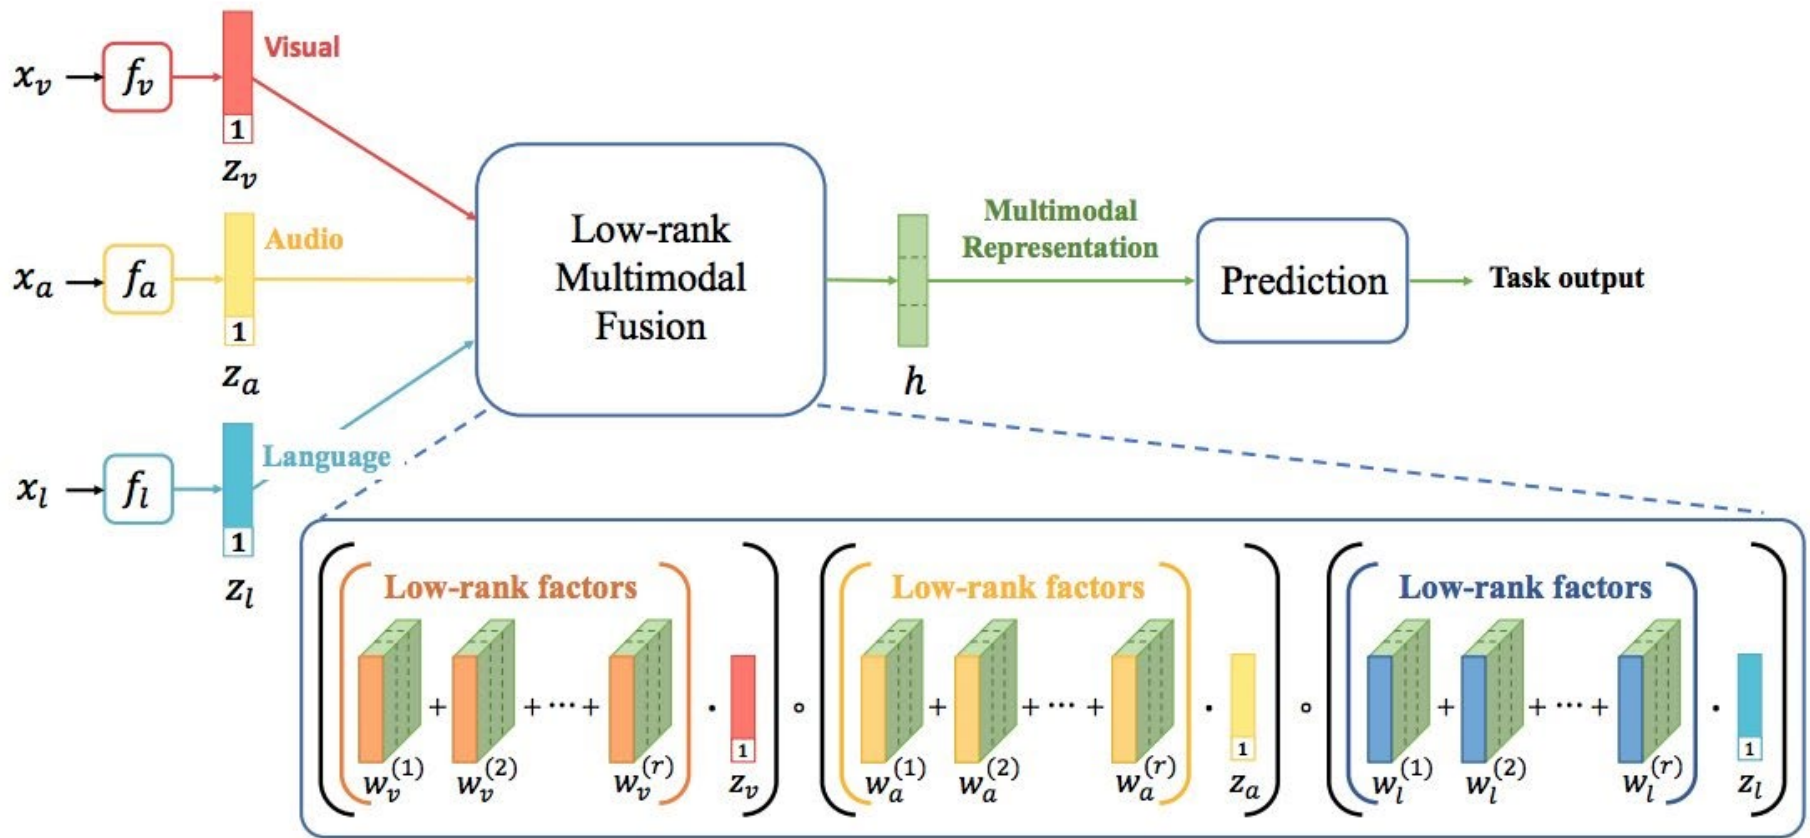 x_v f_v Visual
1
z_v
x_a f_a Audio
1
z_a
x_l f_l Language
1
z_l
Low-rank
Multimodal
Fusion
h
Multimodal
Representation
Prediction
Task output
Low-rank factors
+ + ⋯ + · 1
w_v^(1) w_v^(2) w_v^(r) z_v
∘
Low-rank factors
+ + ⋯ + · 1
w_a^(1) w_a^(2) w_a^(r) z_a
∘
Low-rank factors
+ + ⋯ + · 1
w_l^(1) w_l^(2) w_l^(r) z_l